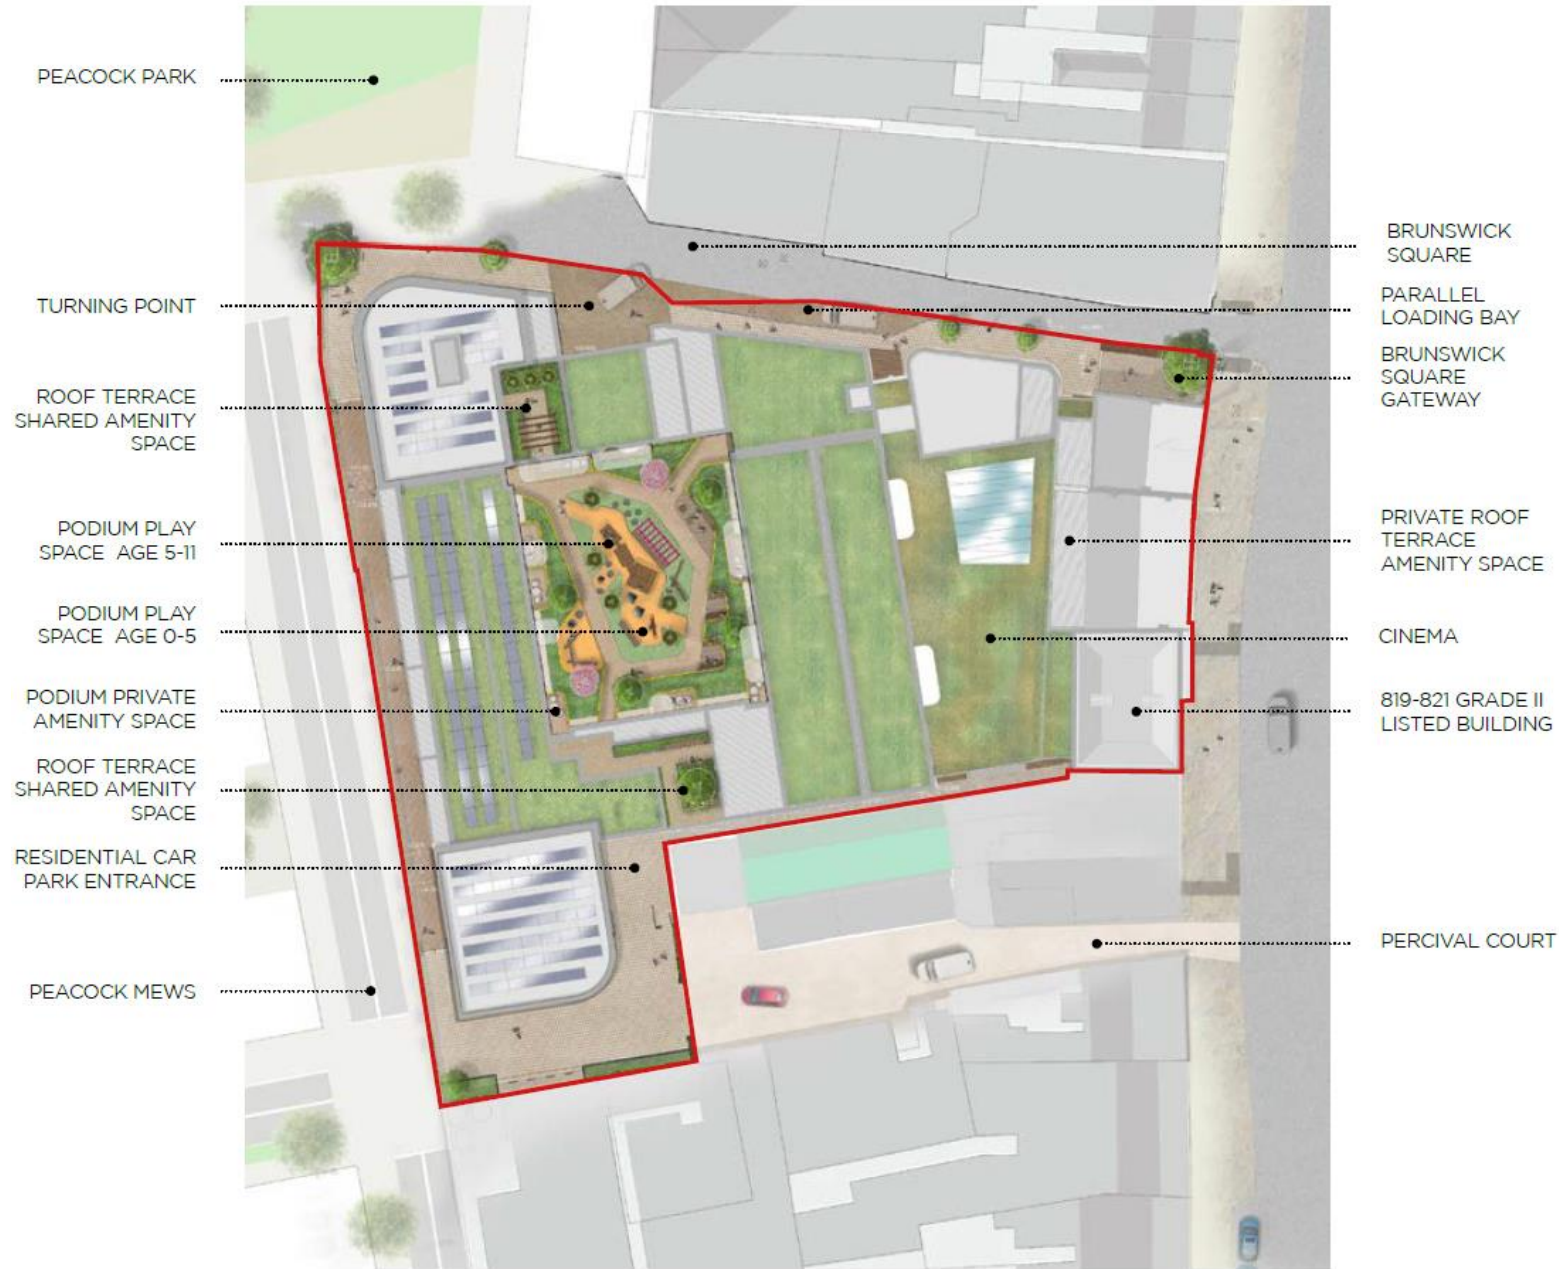 PEACOCK PARK
TURNING POINT
ROOF TERRACE
SHARED AMENITY
SPACE
PODIUM PLAY
SPACE AGE 5-11
PODIUM PLAY
SPACE AGE 0-5
PODIUM PRIVATE
AMENITY SPACE
ROOF TERRACE
SHARED AMENITY
SPACE
RESIDENTIAL CAR
PARK ENTRANCE
PEACOCK MEWS
BRUNSWICK
SQUARE
PARALLEL
LOADING BAY
BRUNSWICK
SQUARE
GATEWAY
PRIVATE ROOF
TERRACE
AMENITY SPACE
CINEMA
819-821 GRADE II
LISTED BUILDING
PERCIVAL COURT